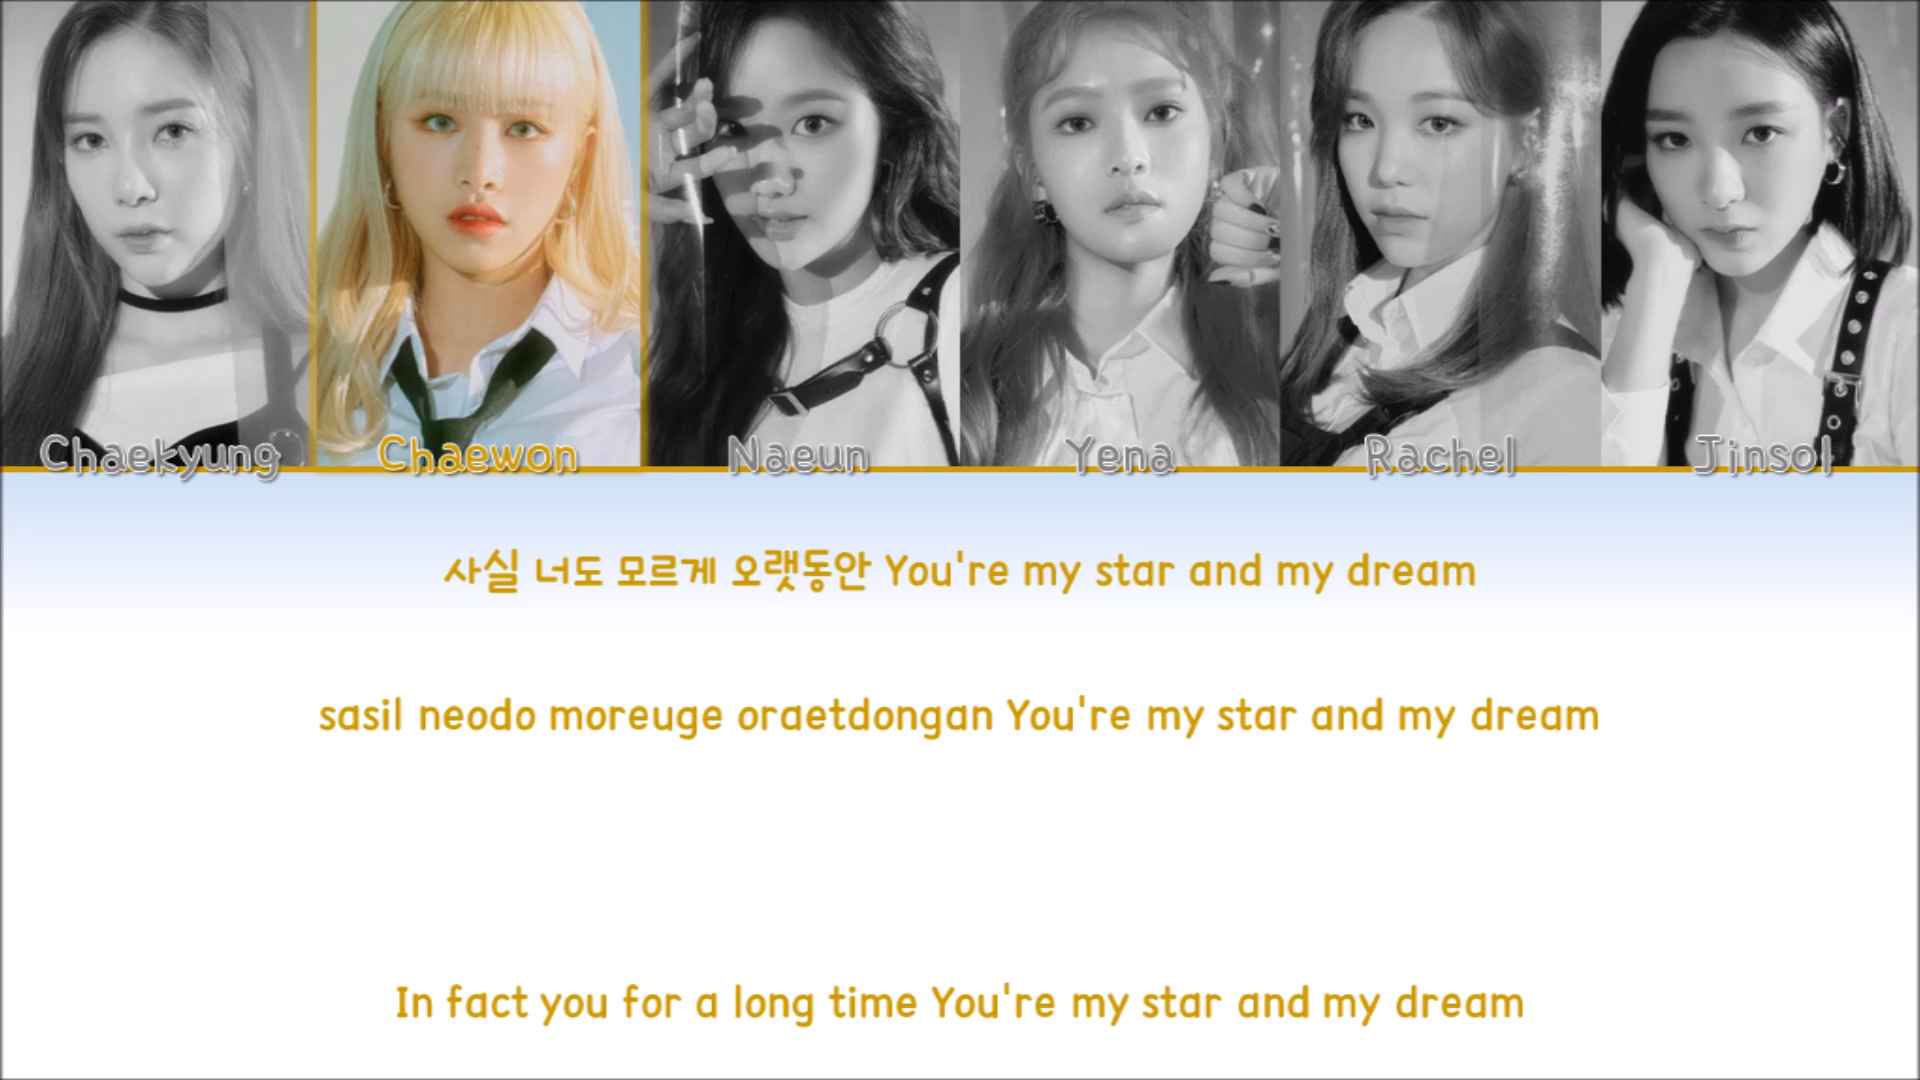 Chaekyung Chaewon Naeun Yena Rachel Jinsol
사실 너도 모르게 오랫동안 You're my star and my dream
sasil neodo moreuge oraetdongan You're my star and my dream
In fact you for a long time You're my star and my dream